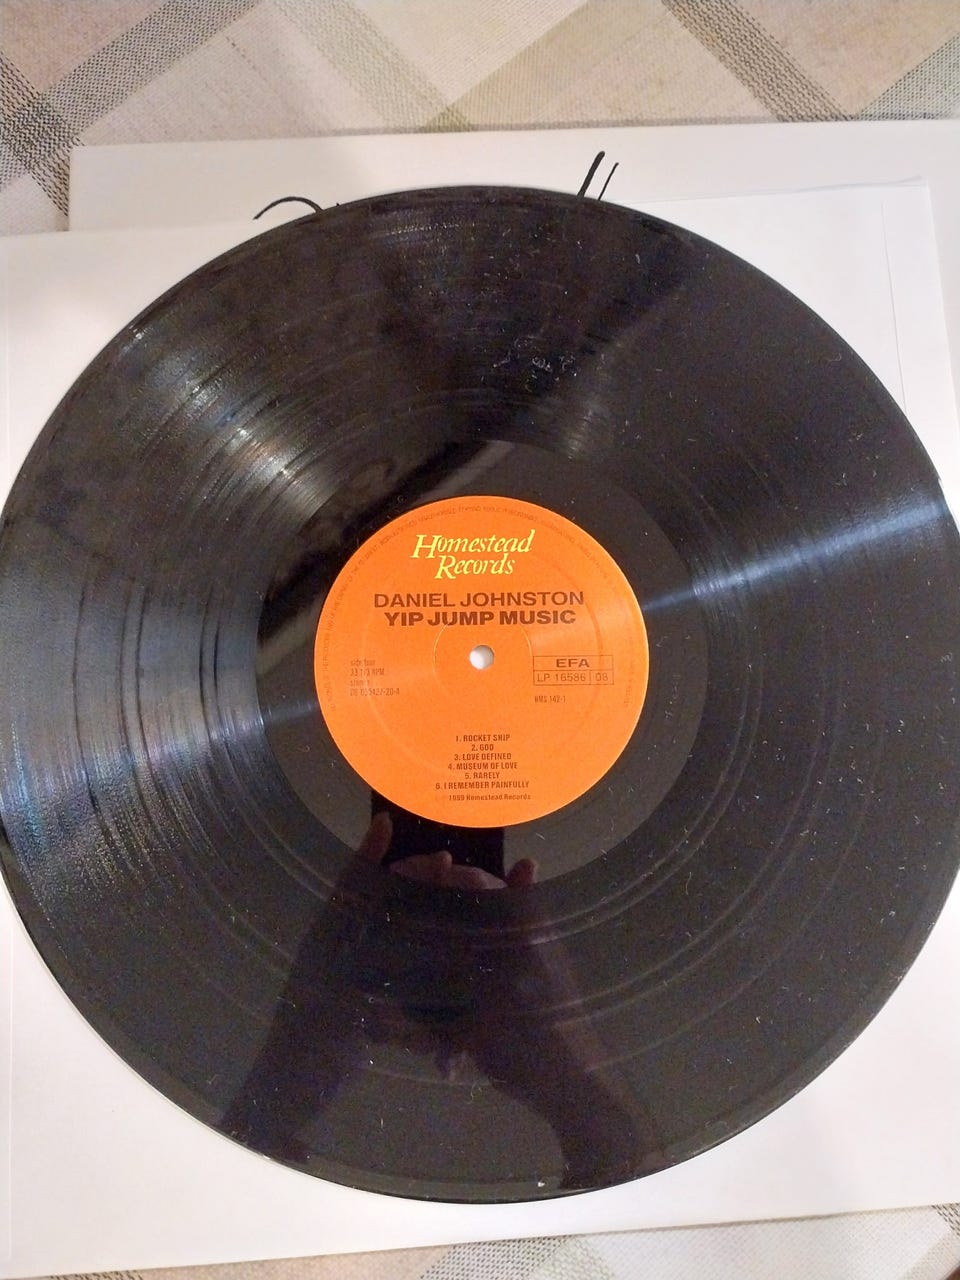 Homestead
Records
DANIEL JOHNSTON
YIP JUMP MUSIC
side four
33 1/3 RPM
stereo
EFA
LP 16586 08
HMS 142-1
1. ROCKET SHIP
2. GOD
3. LOVE DEFINED
4. MUSEUM OF LOVE
5. RARELY
6. I REMEMBER PAINFULLY
1989 Homestead Records